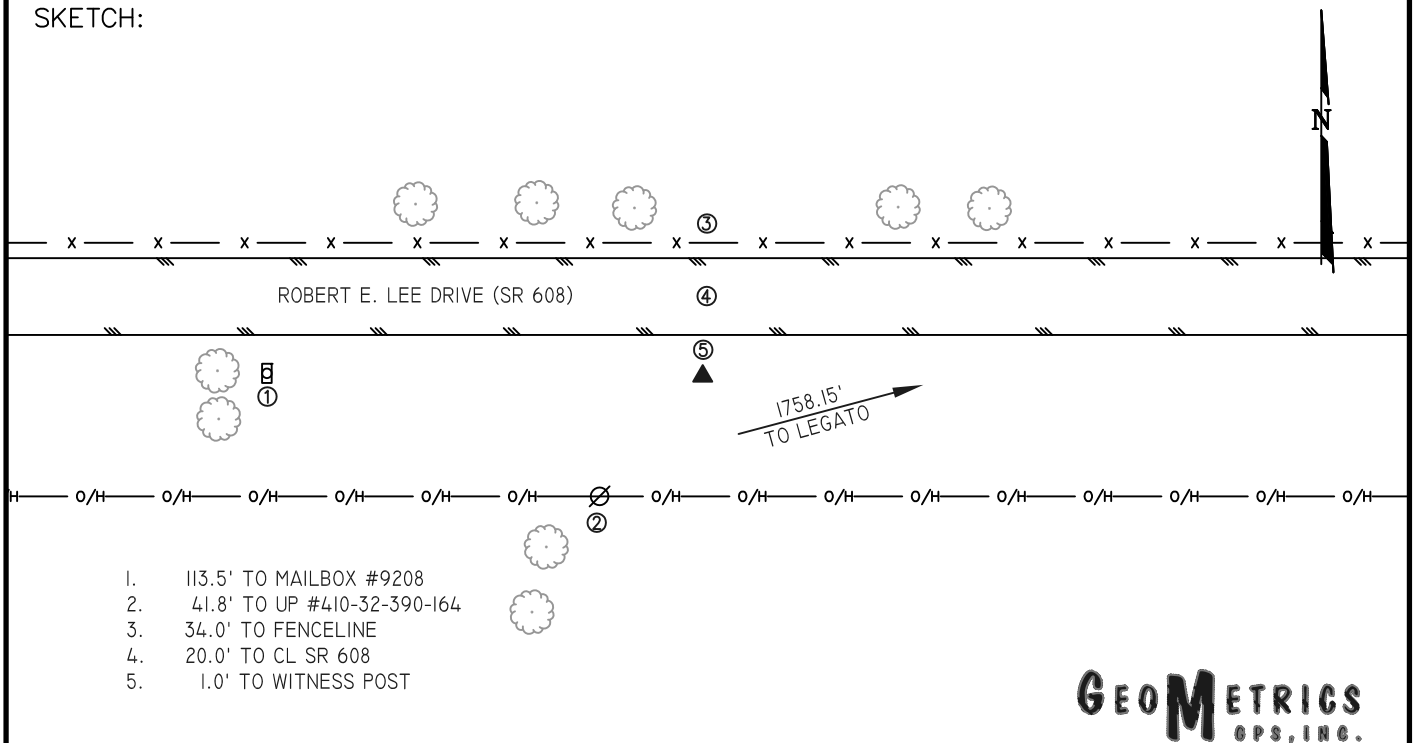 SKETCH:
N
③
X X X X X X X X X X X X X X X X
ROBERT E. LEE DRIVE (SR 608)
④
⑤
①
1758.15'
TO LEGATO
H O/H O/H O/H O/H O/H O/H O/H O/H O/H O/H O/H O/H O/H O/H O/H
②
1. 113.5' TO MAILBOX #9208
2. 41.8' TO UP #410-32-390-164
3. 34.0' TO FENCELINE
4. 20.0' TO CL SR 608
5. 1.0' TO WITNESS POST
GEOMETRICS
GPS, INC.